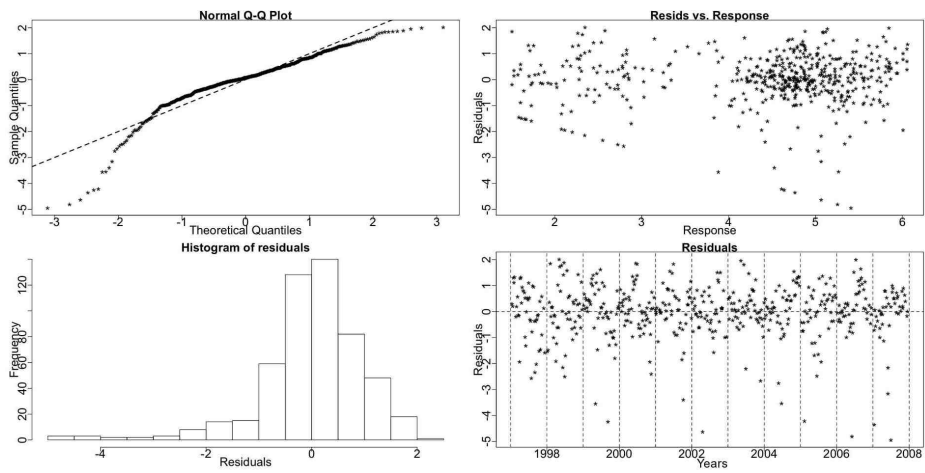 Normal Q-Q Plot
Sample Quantiles
2
1
0
-1
-2
-3
-4
-5
-3 -2 -1 0 1 2 3
Theoretical Quantiles
Resids vs. Response
Residuals
2
1
0
-1
-2
-3
-4
-5
2 3 4 5 6
Response
Histogram of residuals
Frequency
120
80
60
40
20
0
-4 -2 0 2
Residuals
Residuals
Residuals
2
1
0
-1
-2
-3
-4
-5
1998 2000 2002 2004 2006 2008
Years